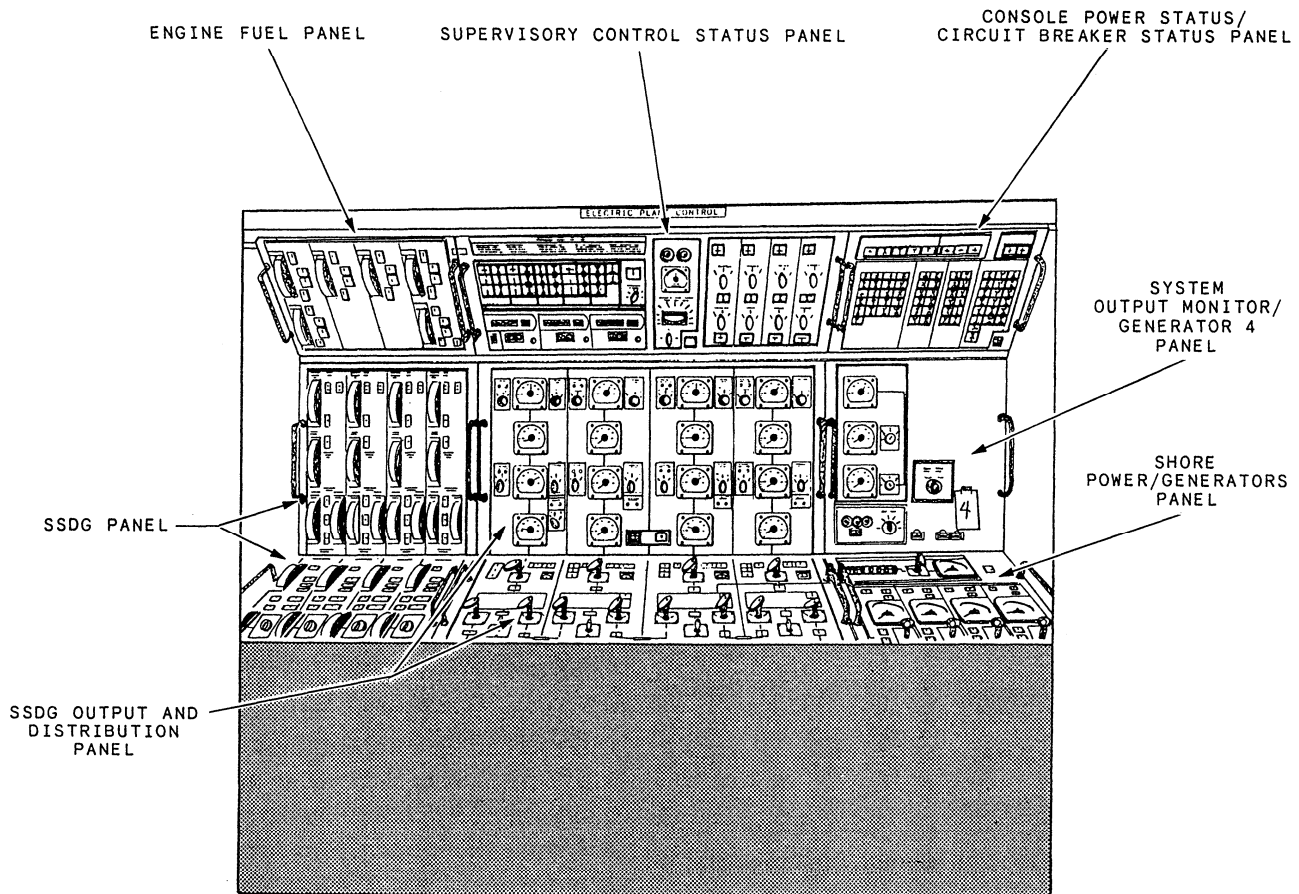 ENGINE FUEL PANEL
SUPERVISORY CONTROL STATUS PANEL
CONSOLE POWER STATUS/
CIRCUIT BREAKER STATUS PANEL
ELECTRIC PLANT CONTROL
SYSTEM
OUTPUT MONITOR/
GENERATOR 4
PANEL
SHORE
POWER/GENERATORS
PANEL
4
SSDG PANEL
SSDG OUTPUT AND
DISTRIBUTION
PANEL